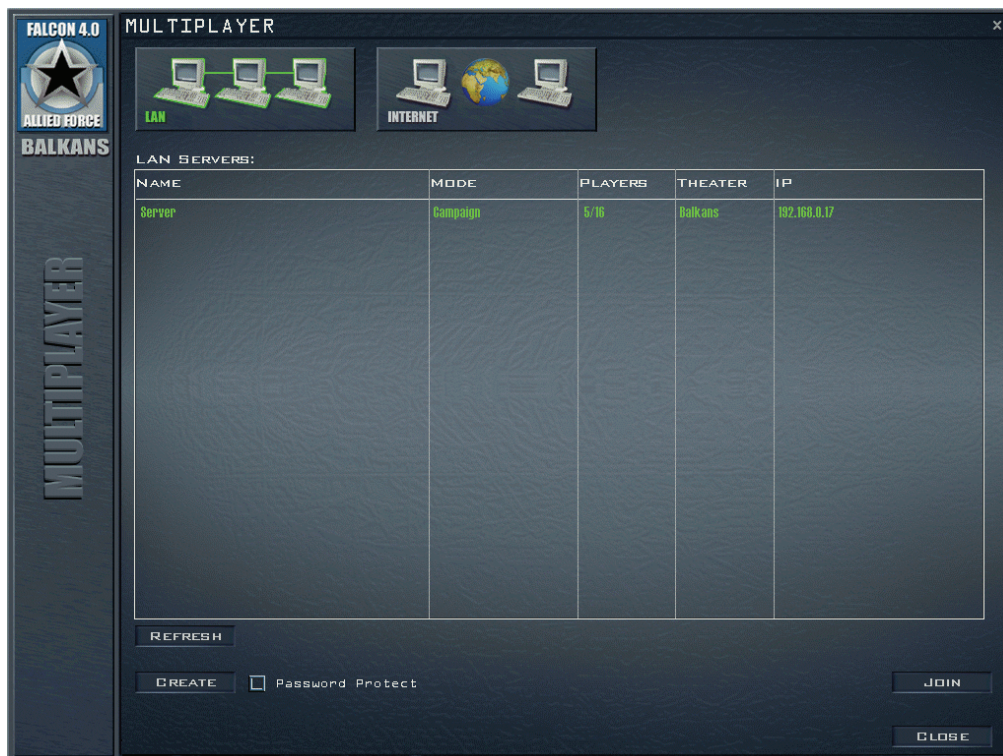 FALCON 4.0
ALLIED FORCE
BALKANS
MULTIPLAYER
MULTIPLAYER
x
LAN
INTERNET
LAN SERVERS:
NAME MODE PLAYERS THEATER IP
Server Campaign 5/16 Balkans 192.168.0.17
REFRESH
CREATE Password Protect JOIN
CLOSE